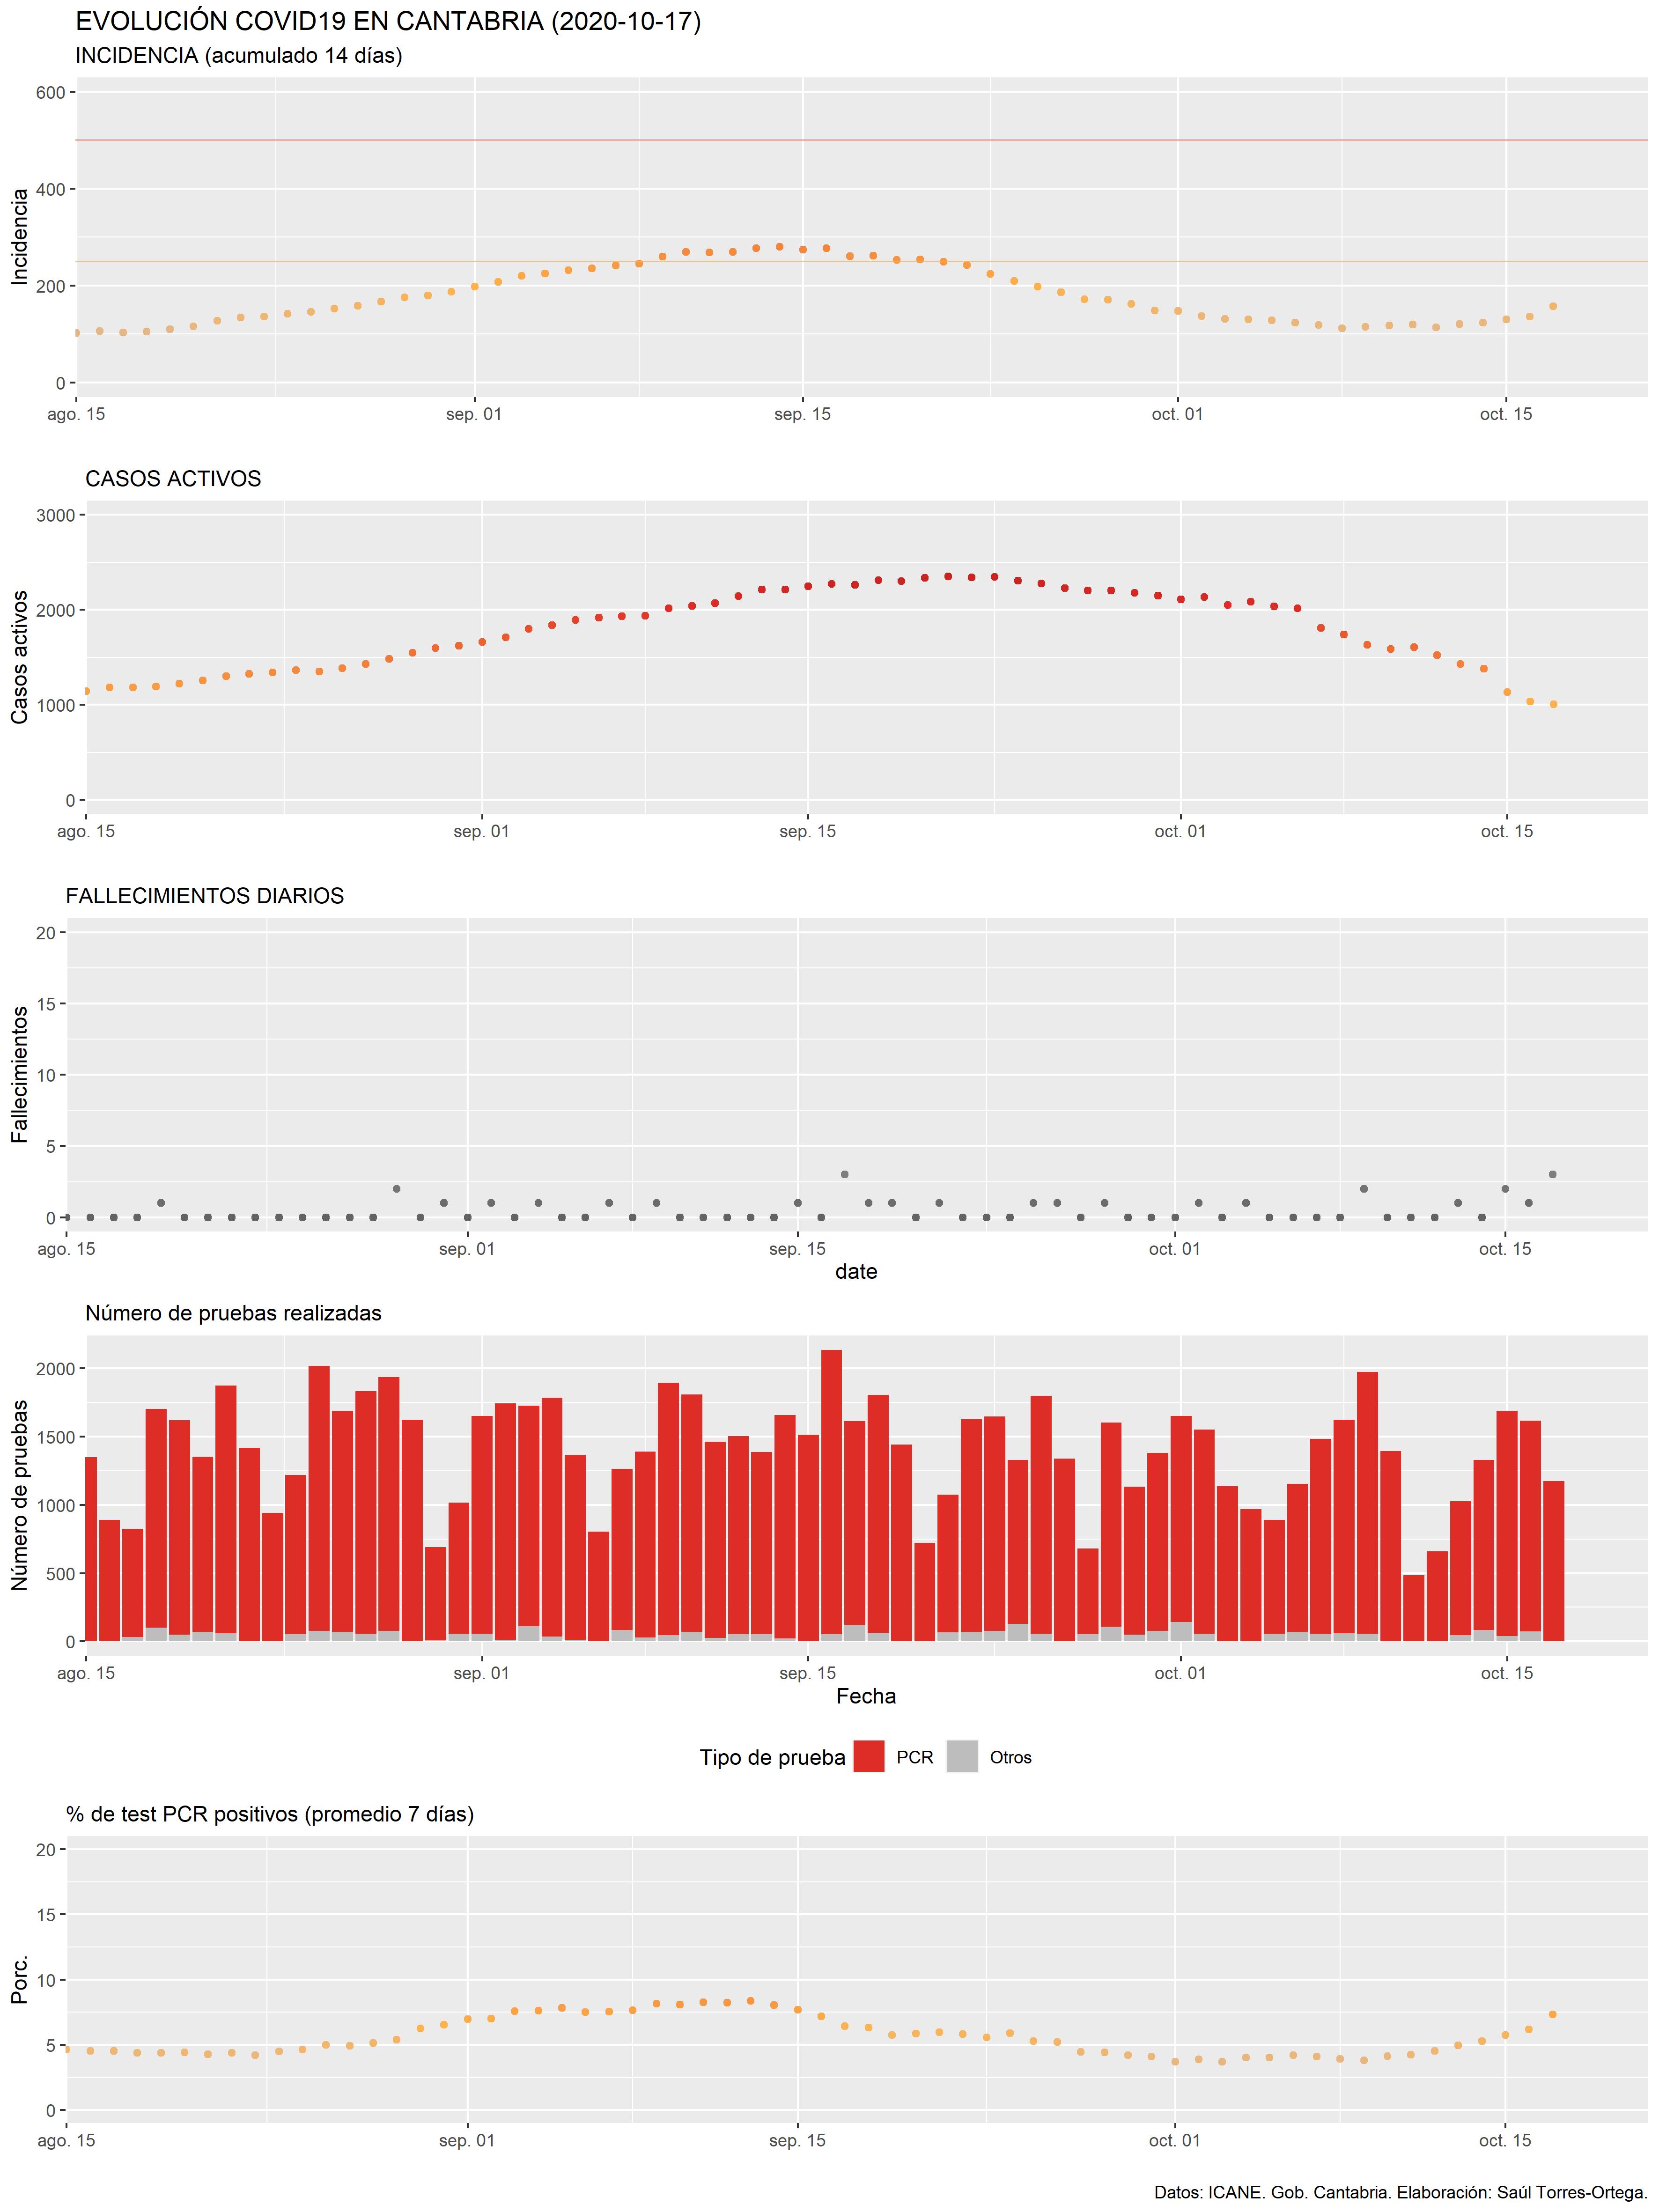 EVOLUCIÓN COVID19 EN CANTABRIA (2020-10-17)
INCIDENCIA (acumulado 14 días)
Incidencia
600
400
200
0
ago. 15 sep. 01 sep. 15 oct. 01 oct. 15
CASOS ACTIVOS
Casos activos
3000
2000
1000
0
ago. 15 sep. 01 sep. 15 oct. 01 oct. 15
FALLECIMIENTOS DIARIOS
Fallecimientos
20
15
10
5
0
ago. 15 sep. 01 sep. 15 oct. 01 oct. 15
date
Número de pruebas realizadas
Número de pruebas
2000
1500
1000
500
0
ago. 15 sep. 01 sep. 15 oct. 01 oct. 15
Fecha
Tipo de prueba PCR Otros
% de test PCR positivos (promedio 7 días)
Porc.
20
15
10
5
0
ago. 15 sep. 01 sep. 15 oct. 01 oct. 15
Datos: ICANE. Gob. Cantabria. Elaboración: Saúl Torres-Ortega.